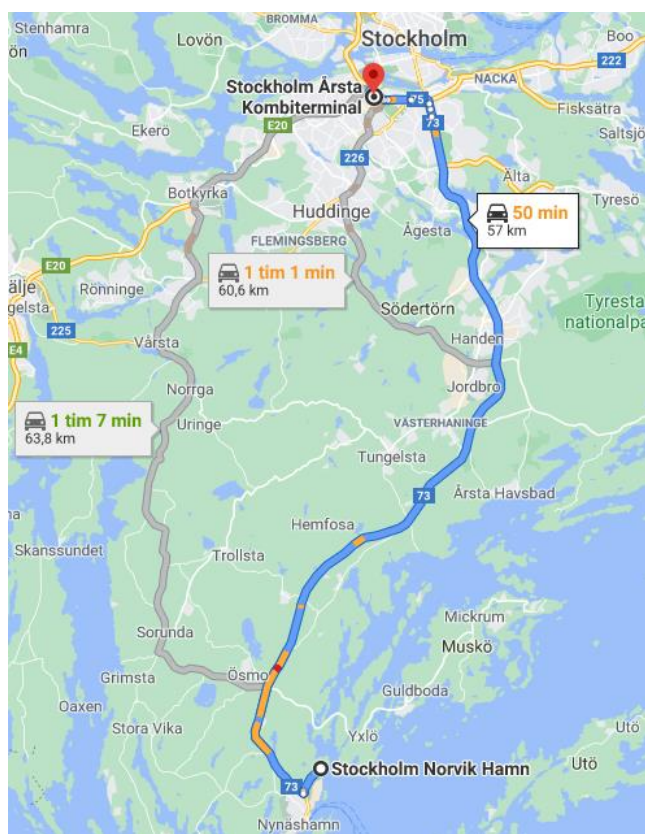 BROMMA
Stenhamra
Lovön
Stockholm
Boo
ön
222
NACKA
Stockholm Årsta
Kombiterminal
75
Fisksätra
73
Ekerö
E20
Saltsjö
226
Älta
Botkyrka
Huddinge
50 min
57 km
Tyresö
Ågesta
FLEMINGSBERG
E20
älje
Rönninge
gelsta
1 tim 1 min
60,6 km
Södertörn
Tyresta
nationalpa
225
Vårsta
Handen
E4
Jordbro
Norrga
1 tim 7 min
63,8 km
Uringe
VÄSTERHANINGE
Tungelsta
73
Årsta Havsbad
Hemfosa
Skanssundet
Trollsta
Mickrum
Sorunda
Muskö
Grimsta
Ösmo
Guldboda
Oaxen
Stora Vika
Yxlö
Utö
Utö
Stockholm Norvik Hamn
73
Nynäshamn